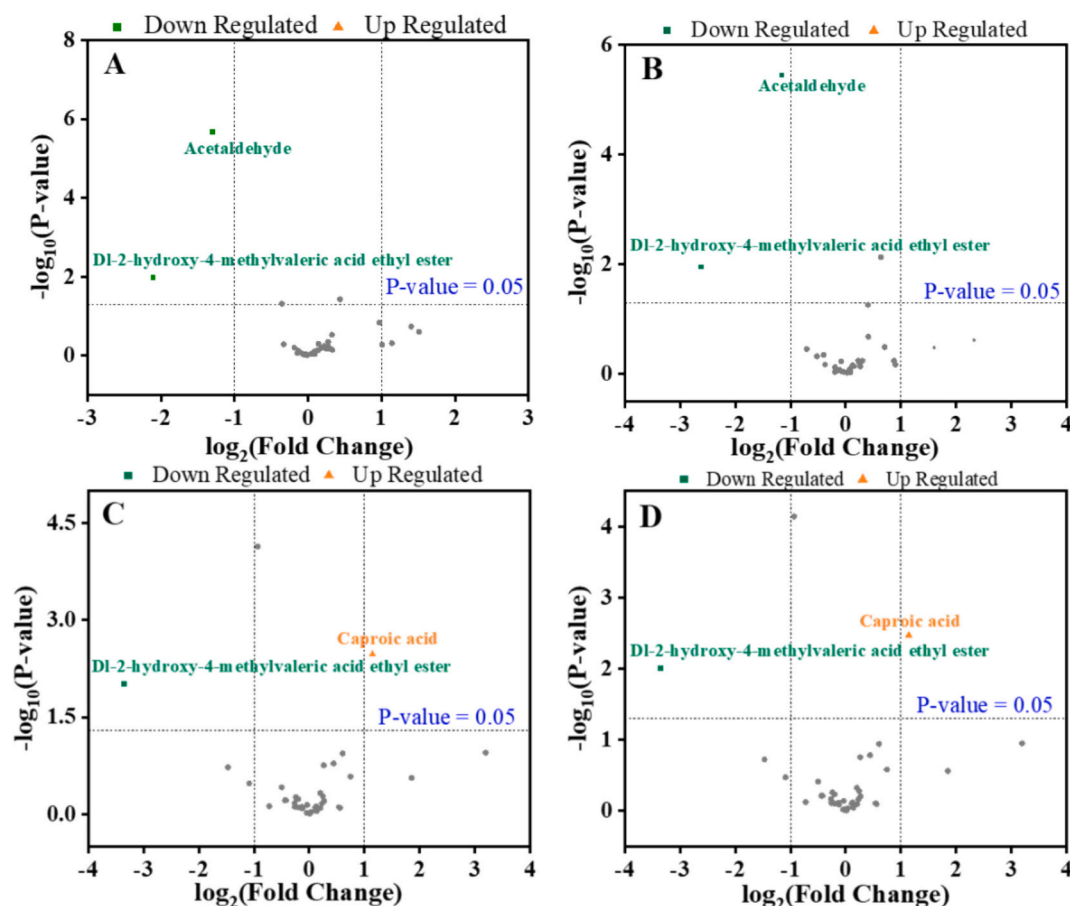 Down Regulated Up Regulated
A
8
6
4
2
0
-log10(P-value)
Acetaldehyde
Dl-2-hydroxy-4-methylvaleric acid ethyl ester
P-value = 0.05
-3 -2 -1 0 1 2 3
log2(Fold Change)
Down Regulated Up Regulated
B
6
4
2
0
-log10(P-value)
Acetaldehyde
Dl-2-hydroxy-4-methylvaleric acid ethyl ester
P-value = 0.05
-4 -3 -2 -1 0 1 2 3 4
log2(Fold Change)
Down Regulated Up Regulated
C
4.5
3.0
1.5
0.0
-log10(P-value)
Caproic acid
Dl-2-hydroxy-4-methylvaleric acid ethyl ester
P-value = 0.05
-4 -3 -2 -1 0 1 2 3 4
log2(Fold Change)
Down Regulated Up Regulated
D
4
3
2
1
0
-log10(P-value)
Caproic acid
Dl-2-hydroxy-4-methylvaleric acid ethyl ester
P-value = 0.05
-4 -3 -2 -1 0 1 2 3 4
log2(Fold Change)